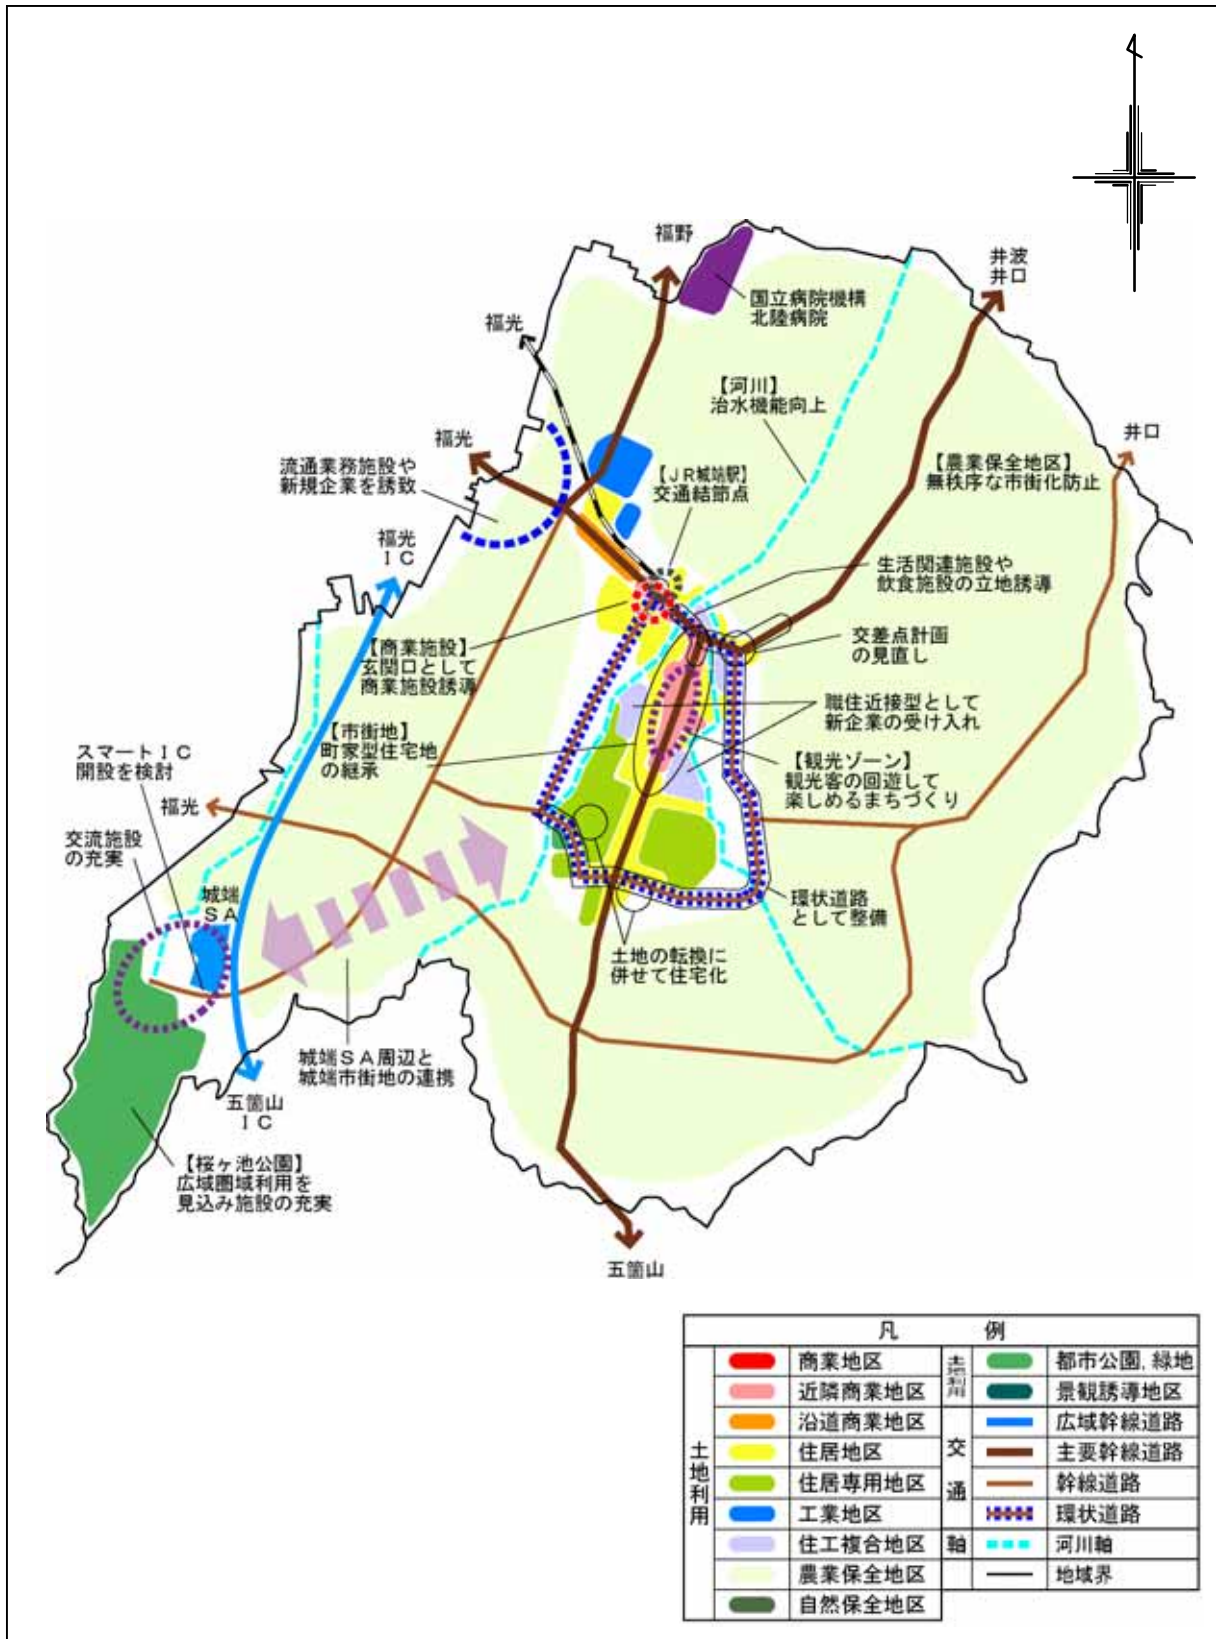 福野
井波
井口
国立病院機構
北陸病院
福光
【河川】
治水機能向上
井口
福光
流通業務施設や
新規企業を誘致
【JR城端駅】
交通結節点
【農業保全地区】
無秩序な市街化防止
福光
IC
生活関連施設や
飲食施設の立地誘導
【商業施設】
玄関口として
商業施設誘導
交差点計画
の見直し
職住近接型として
新企業の受け入れ
【市街地】
町家型住宅地
の継承
スマートIC
開設を検討
【観光ゾーン】
観光客の回遊して
楽しめるまちづくり
福光
交流施設
の充実
城端
SA
環状道路
として整備
土地の転換に
併せて住宅化
城端SA周辺と
城端市街地の連携
五箇山
IC
【桜ヶ池公園】
広域圏域利用を
見込み施設の充実
五箇山
凡 例
土地利用
商業地区
近隣商業地区
沿道商業地区
住居地区
住居専用地区
工業地区
住工複合地区
農業保全地区
自然保全地区
土地利用
都市公園,緑地
景観誘導地区
交通軸
広域幹線道路
主要幹線道路
幹線道路
環状道路
河川軸
地域界